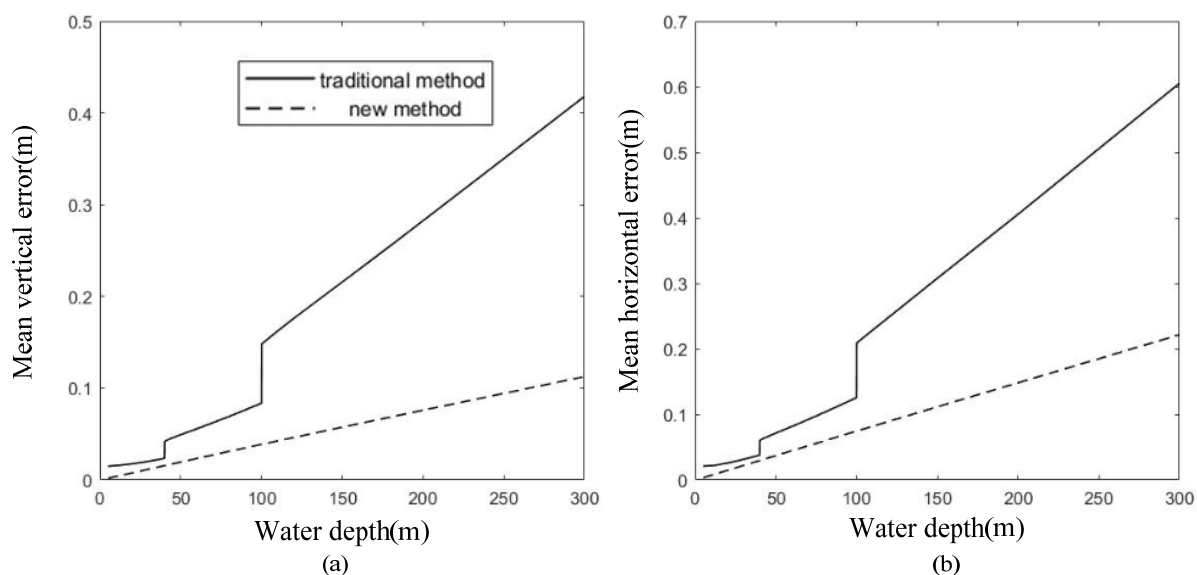 0.5
0.4
0.3
0.2
0.1
0
Mean vertical error(m)
traditional method
new method
0 50 100 150 200 250 300
Water depth(m)
(a)
0.7
0.6
0.5
0.4
0.3
0.2
0.1
0
Mean horizontal error(m)
0 50 100 150 200 250 300
Water depth(m)
(b)